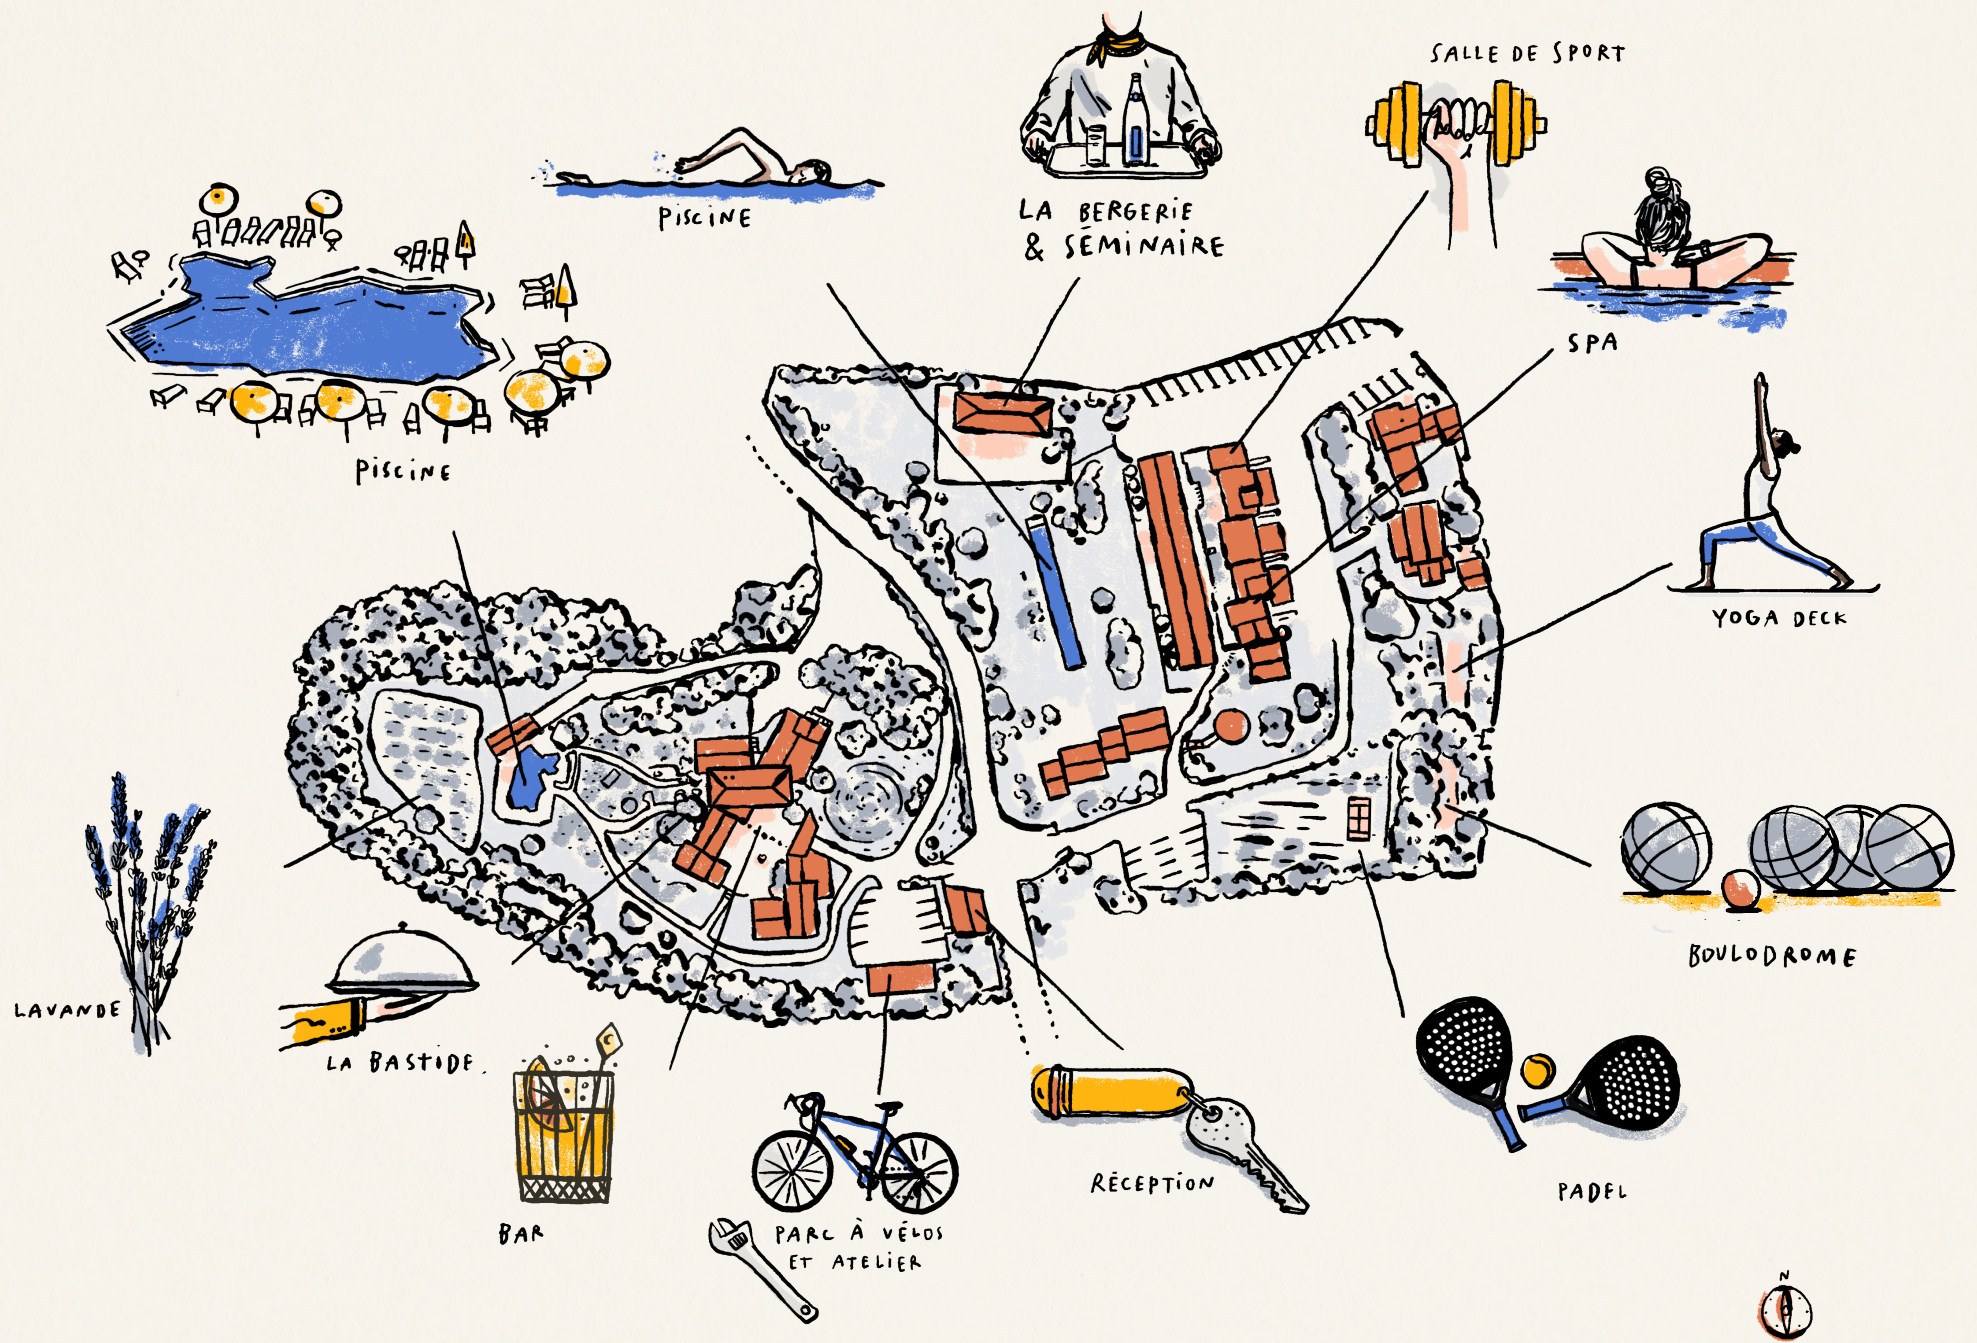 SALLE DE SPORT
PISCINE
LA BERGERIE
& SÉMINAIRE
SPA
PISCINE
YOGA DECK
BOULODROME
LAVANDE
LA BASTIDE.
RÉCEPTION
PADEL
BAR
PARC À VÉLOS
ET ATELIER
N